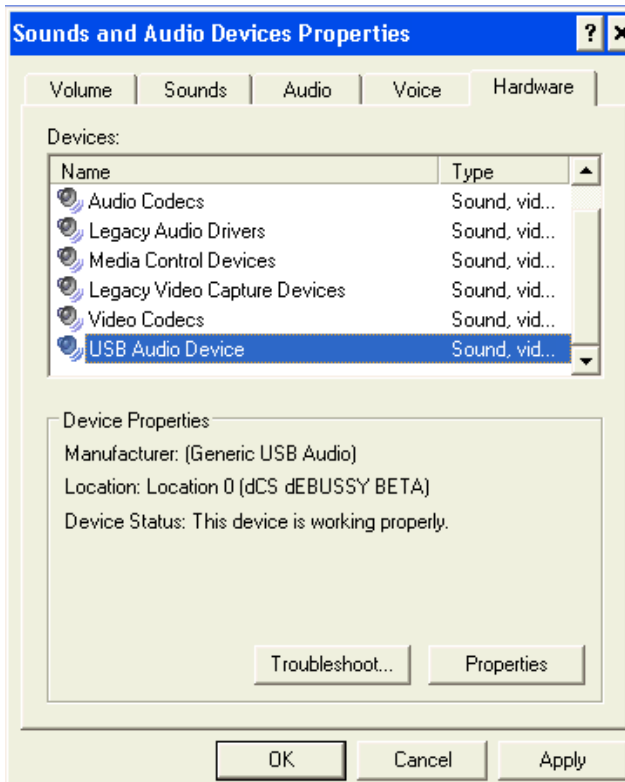 Sounds and Audio Devices Properties
Volume Sounds Audio Voice Hardware
Devices:
Name Type
Audio Codecs Sound, vid...
Legacy Audio Drivers Sound, vid...
Media Control Devices Sound, vid...
Legacy Video Capture Devices Sound, vid...
Video Codecs Sound, vid...
USB Audio Device Sound, vid...
Device Properties
Manufacturer: (Generic USB Audio)
Location: Location 0 (dCS dEBUSSY BETA)
Device Status: This device is working properly.
Troubleshoot... Properties
OK Cancel Apply